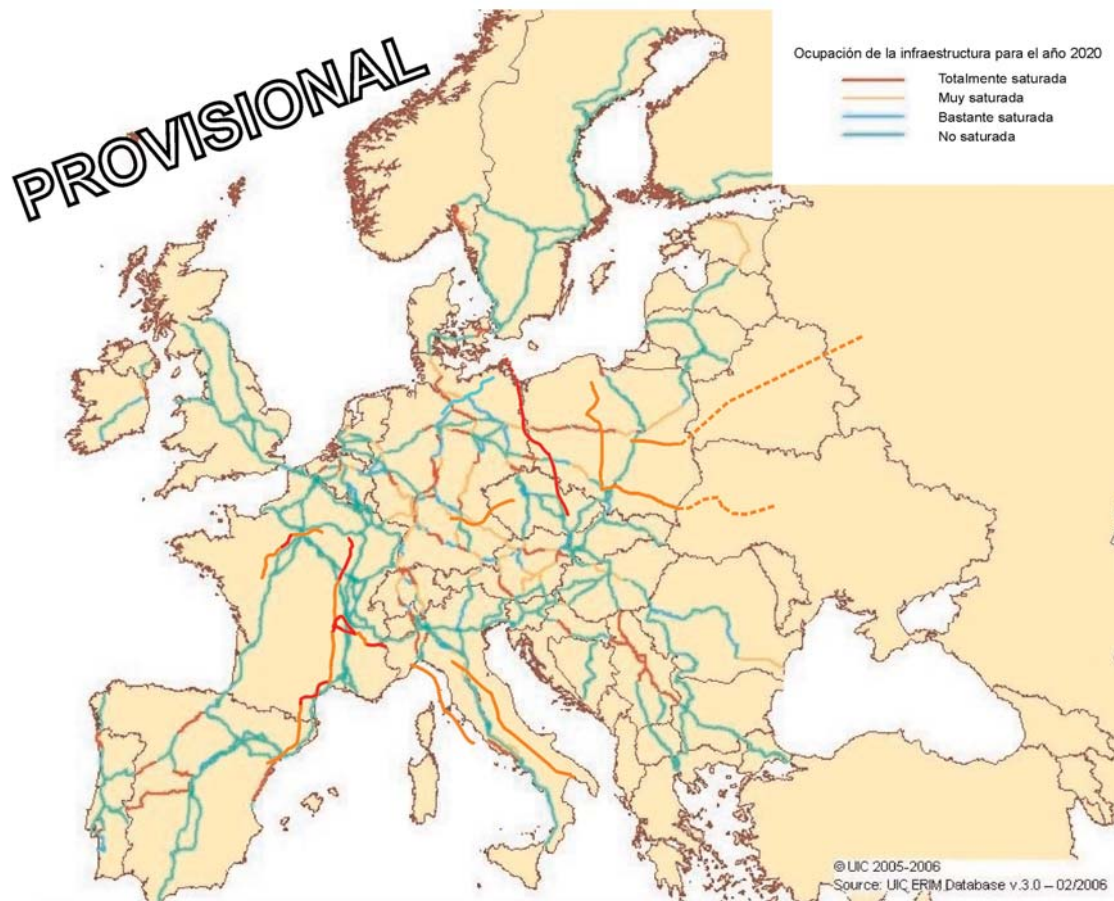 PROVISIONAL
Ocupación de la infraestructura para el año 2020
Totalmente saturada
Muy saturada
Bastante saturada
No saturada
© UIC 2005-2006
Source: UIC ERIM Database v.3.0 – 02/2006